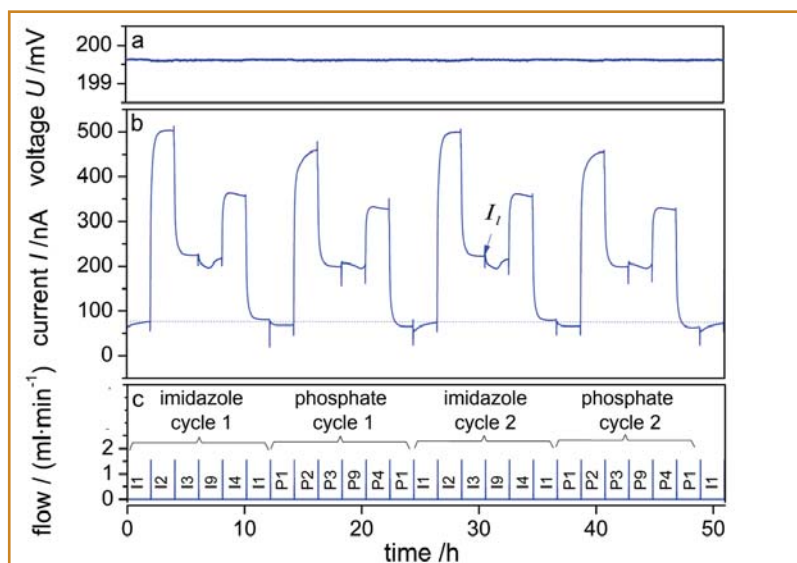 a
200
199
voltage U /mV
b
500
400
300
200
100
0
current I /nA
I_l
c
imidazole
cycle 1
phosphate
cycle 1
imidazole
cycle 2
phosphate
cycle 2
2
1
0
flow / (ml·min⁻¹)
I1 I2 I3 I9 I4 I1 P1 P2 P3 P9 P4 P1 I1 I2 I3 I9 I4 I1 P1 P2 P3 P9 P4 P1 I1
0 10 20 30 40 50
time /h